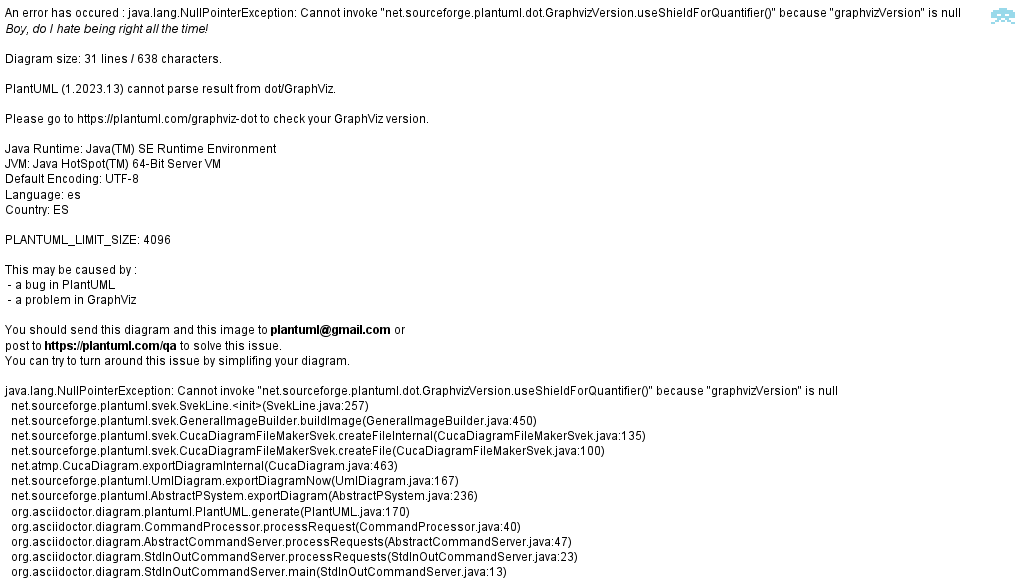 An error has occured : java.lang.NullPointerException: Cannot invoke "net.sourceforge.plantuml.dot.GraphvizVersion.useShieldForQuantifier()" because "graphvizVersion" is null
Boy, do I hate being right all the time!
Diagram size: 31 lines / 638 characters.
PlantUML (1.2023.13) cannot parse result from dot/GraphViz.
Please go to https://plantuml.com/graphviz-dot to check your GraphViz version.
Java Runtime: Java(TM) SE Runtime Environment
JVM: Java HotSpot(TM) 64-Bit Server VM
Default Encoding: UTF-8
Language: es
Country: ES
PLANTUML_LIMIT_SIZE: 4096
This may be caused by :
- a bug in PlantUML
- a problem in GraphViz
You should send this diagram and this image to plantuml@gmail.com or
post to https://plantuml.com/qa to solve this issue.
You can try to turn around this issue by simplifing your diagram.
java.lang.NullPointerException: Cannot invoke "net.sourceforge.plantuml.dot.GraphvizVersion.useShieldForQuantifier()" because "graphvizVersion" is null
net.sourceforge.plantuml.svek.SvekLine.<init>(SvekLine.java:257)
net.sourceforge.plantuml.svek.GeneralImageBuilder.buildImage(GeneralImageBuilder.java:450)
net.sourceforge.plantuml.svek.CucaDiagramFileMakerSvek.createFileInternal(CucaDiagramFileMakerSvek.java:135)
net.sourceforge.plantuml.svek.CucaDiagramFileMakerSvek.createFile(CucaDiagramFileMakerSvek.java:100)
net.atmp.CucaDiagram.exportDiagramInternal(CucaDiagram.java:463)
net.sourceforge.plantuml.UmlDiagram.exportDiagramNow(UmlDiagram.java:167)
net.sourceforge.plantuml.AbstractPSystem.exportDiagram(AbstractPSystem.java:236)
org.asciidoctor.diagram.plantuml.PlantUML.generate(PlantUML.java:170)
org.asciidoctor.diagram.CommandProcessor.processRequest(CommandProcessor.java:40)
org.asciidoctor.diagram.AbstractCommandServer.processRequests(AbstractCommandServer.java:47)
org.asciidoctor.diagram.StdInOutCommandServer.processRequests(StdInOutCommandServer.java:23)
org.asciidoctor.diagram.StdInOutCommandServer.main(StdInOutCommandServer.java:13)